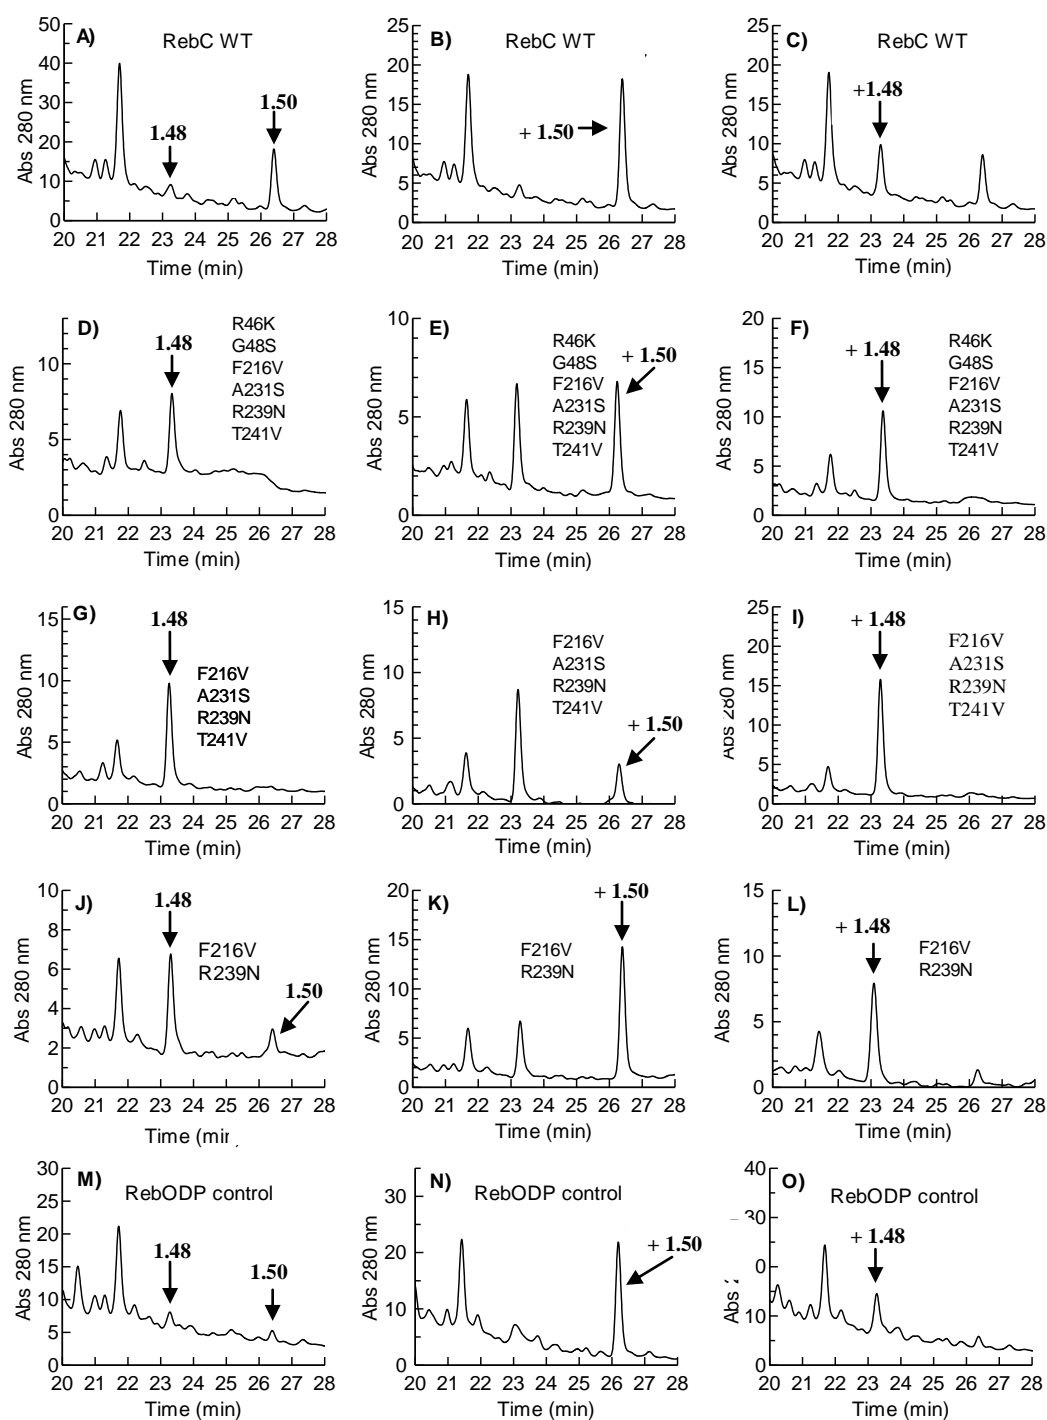 A)
RebC WT
1.48
1.50
Abs 280 nm
50
40
30
20
10
0
20 21 22 23 24 25 26 27 28
Time (min)
B)
RebC WT
+ 1.50
Abs 280 nm
25
20
15
10
5
0
20 21 22 23 24 25 26 27 28
Time (min)
C)
RebC WT
+1.48
Abs 280 nm
25
20
15
10
5
0
20 21 22 23 24 25 26 27 28
Time (min)
D)
1.48
R46K
G48S
F216V
A231S
R239N
T241V
Abs 280 nm
10
5
0
20 21 22 23 24 25 26 27 28
Time (min)
E)
R46K
G48S
F216V
A231S
R239N
T241V
+ 1.50
Abs 280 nm
10
5
0
20 21 22 23 24 25 26 27 28
Time (min)
F)
+ 1.48
R46K
G48S
F216V
A231S
R239N
T241V
Abs 280 nm
20
15
10
5
0
20 21 22 23 24 25 26 27 28
Time (min)
G)
1.48
F216V
A231S
R239N
T241V
Abs 280 nm
15
10
5
0
20 21 22 23 24 25 26 27 28
Time (min)
H)
F216V
A231S
R239N
T241V
+ 1.50
Abs 280 nm
15
10
5
0
20 21 22 23 24 25 26 27 28
Time (min)
I)
+ 1.48
F216V
A231S
R239N
T241V
Abs 280 nm
25
20
15
10
5
0
20 21 22 23 24 25 26 27 28
Time (min)
J)
1.48
F216V
R239N
1.50
Abs 280 nm
10
8
6
4
2
0
20 21 22 23 24 25 26 27 28
Time (mir
K)
+ 1.50
F216V
R239N
Abs 280 nm
20
15
10
5
0
20 21 22 23 24 25 26 27 28
Time (min)
L)
+ 1.48
F216V
R239N
Abs 280 nm
15
10
5
0
20 21 22 23 24 25 26 27 28
Time (min)
M)
RebODP control
1.48
1.50
Abs 280 nm
30
25
20
15
10
5
0
20 21 22 23 24 25 26 27 28
Time (min)
N)
RebODP control
+ 1.50
Abs 280 nm
30
20
10
0
20 21 22 23 24 25 26 27 28
Time (min)
O)
RebODP control
+ 1.48
Abs
40
30
0
10
0
20 21 22 23 24 25 26 27 28
Time (min)